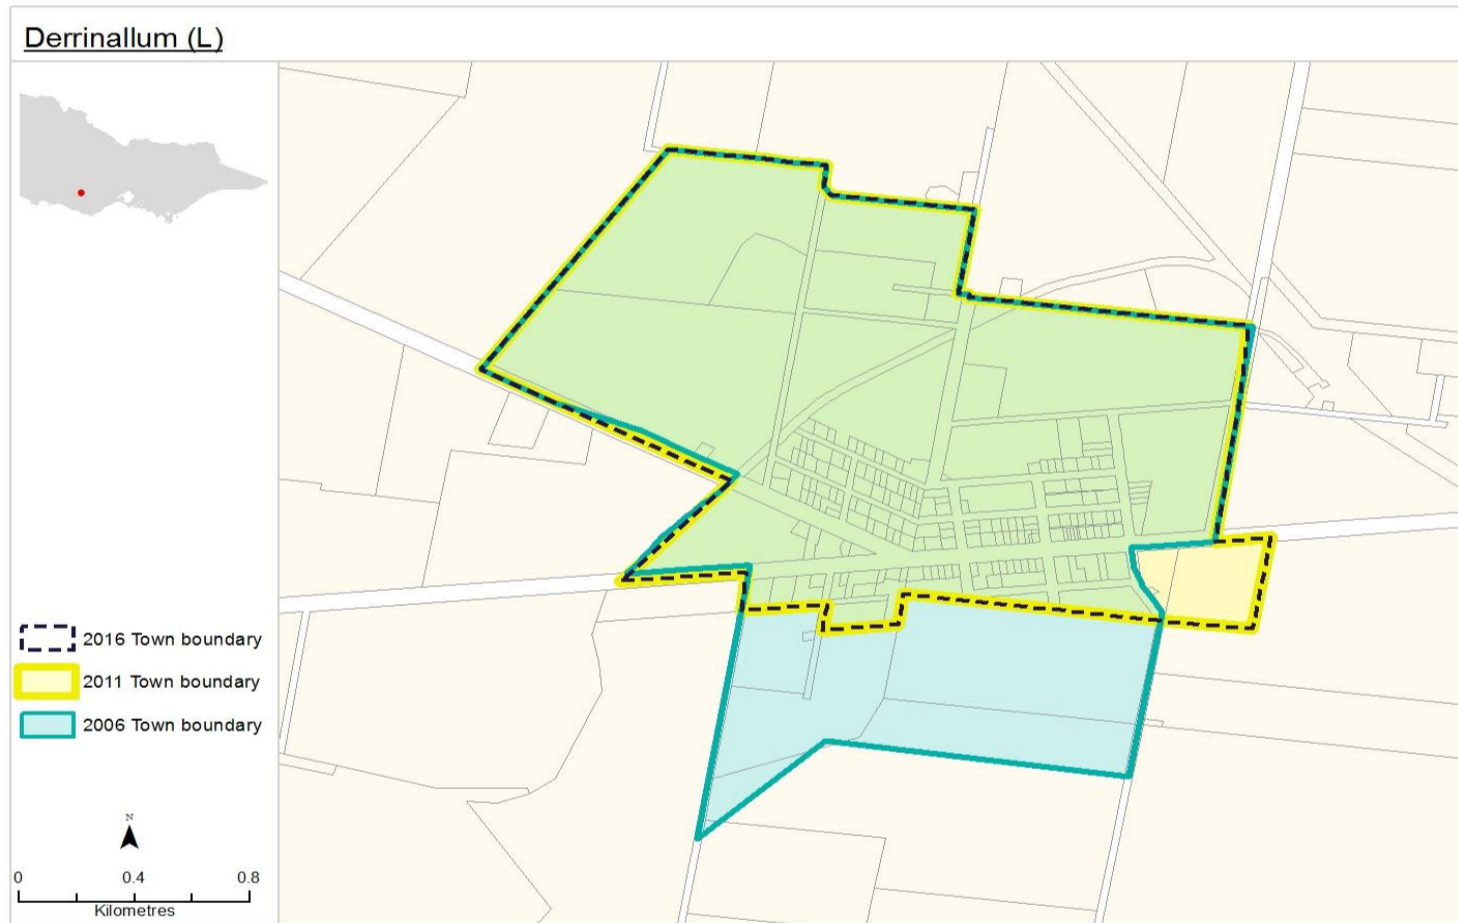 Derrinallum (L)
2016 Town boundary
2011 Town boundary
2006 Town boundary
N
0 0.4 0.8
Kilometres